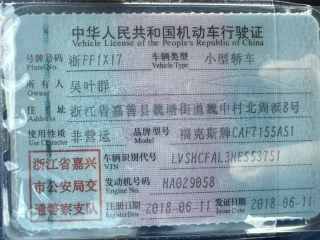 中华人民共和国机动车行驶证
Vehicle License of the People's Republic of China
号牌号码 浙FF1X17 车辆类型 小型轿车
Plate No. Vehicle Type
所有人 吴叶群
Owner
住址 浙江省嘉善县魏塘街道魏中村北周浜8号
Address
使用性质 非营运 品牌型号 福克斯牌CAF7155A51
Use Character Model
浙江省嘉兴
市公安局交
通警察支队
车辆识别代号 LVSHCFAL3HE553751
VIN
发动机号码 HA029058
Engine No.
注册日期 2018-06-11 发证日期 2018-06-11
Register Date Issue Date